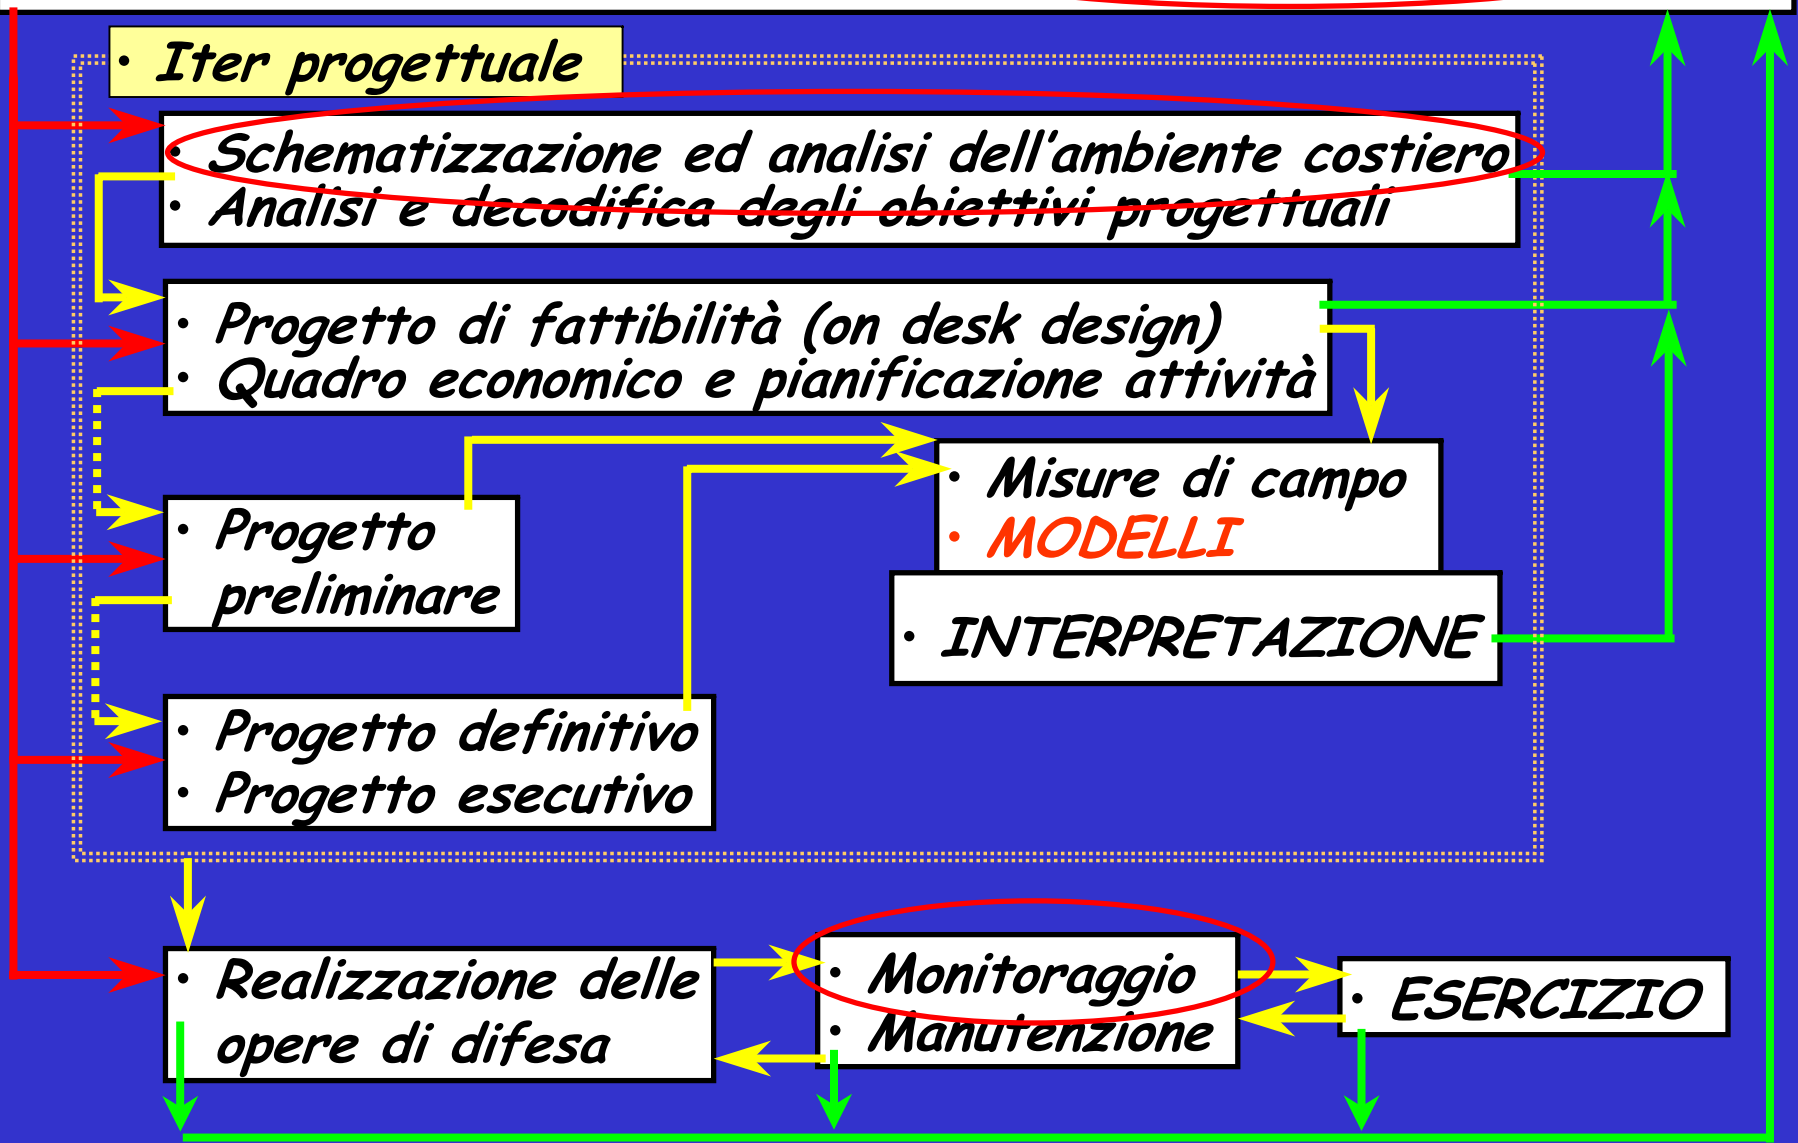 • Iter progettuale
• Schematizzazione ed analisi dell'ambiente costiero
• Analisi e decodifica degli obiettivi progettuali
• Progetto di fattibilità (on desk design)
• Quadro economico e pianificazione attività
• Misure di campo
• MODELLI
• Progetto
preliminare
• INTERPRETAZIONE
• Progetto definitivo
• Progetto esecutivo
• Realizzazione delle
opere di difesa
• Monitoraggio
• Manutenzione
• ESERCIZIO